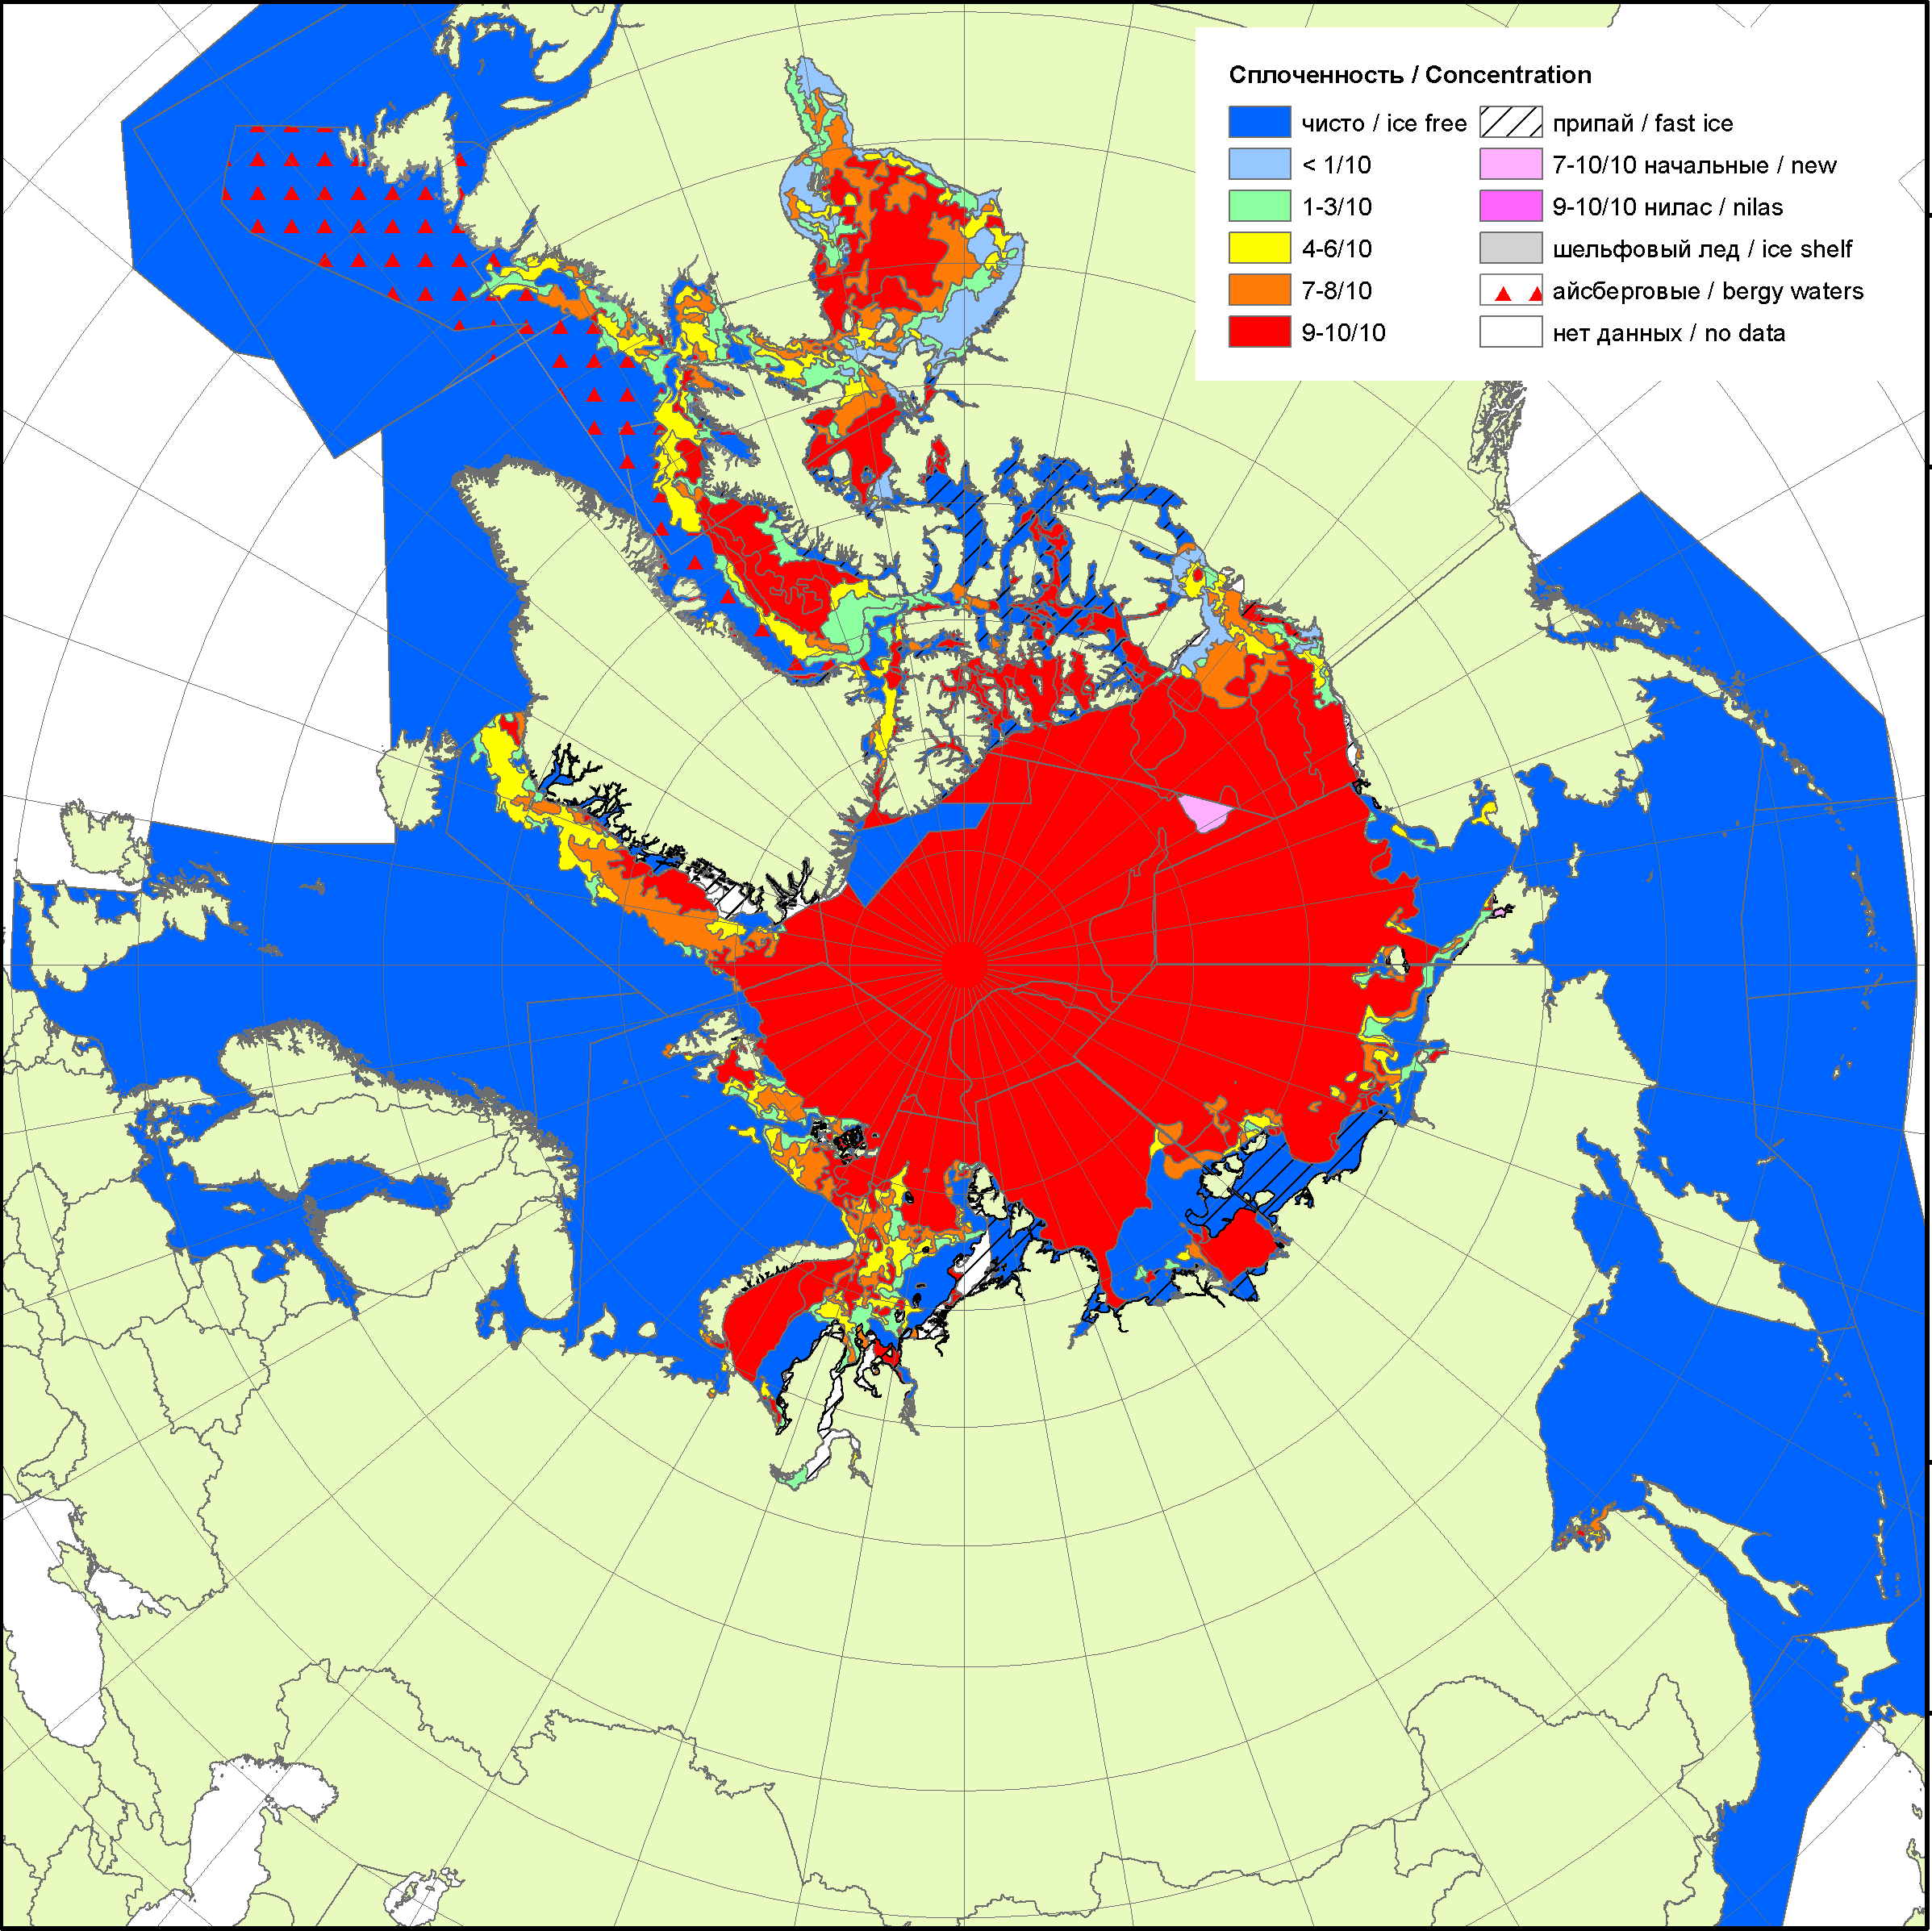 Сплоченность / Concentration
чисто / ice free
< 1/10
1-3/10
4-6/10
7-8/10
9-10/10
припай / fast ice
7-10/10 начальные / new
9-10/10 нилас / nilas
шельфовый лед / ice shelf
айсберговые / bergy waters
нет данных / no data